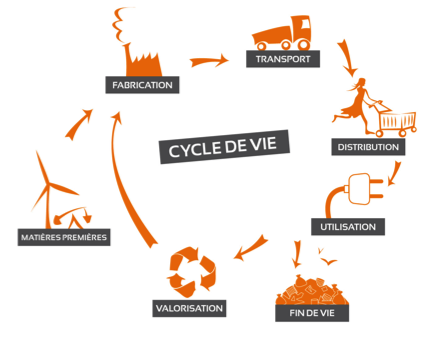 FABRICATION
TRANSPORT
DISTRIBUTION
UTILISATION
FIN DE VIE
VALORISATION
MATIÈRES PREMIÈRES
CYCLE DE VIE